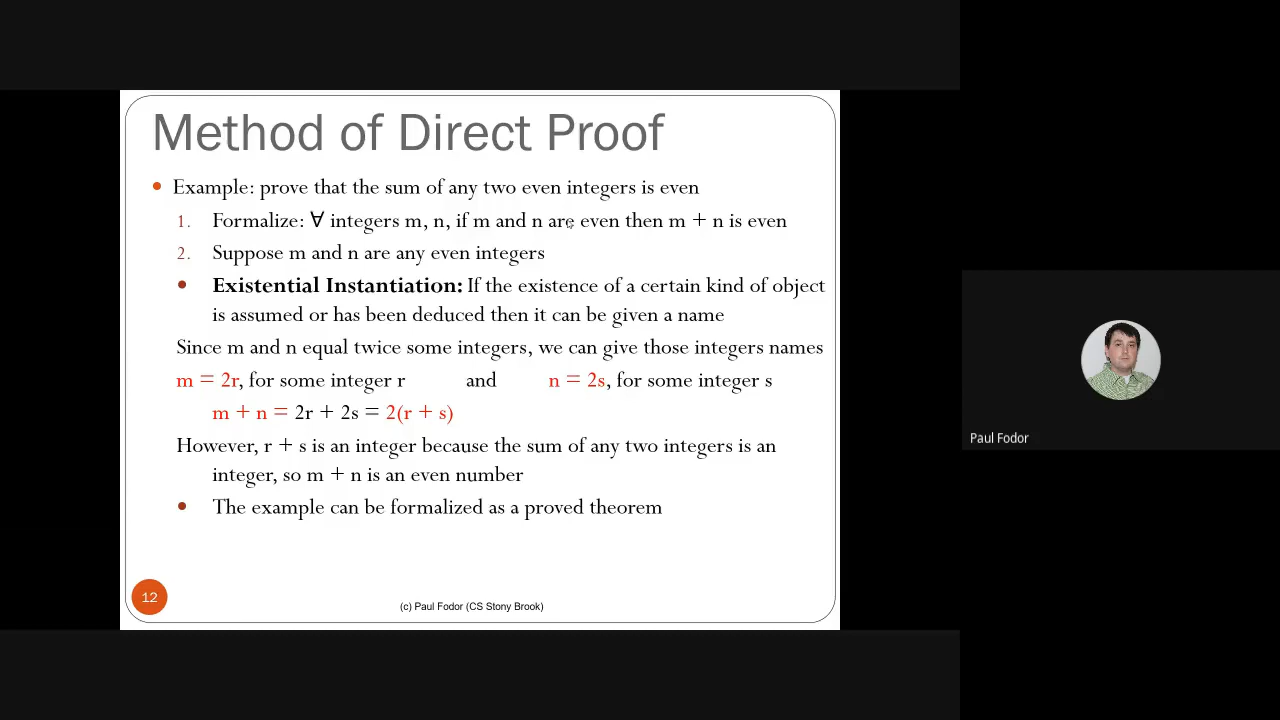 Method of Direct Proof
• Example: prove that the sum of any two even integers is even
1. Formalize: ∀ integers m, n, if m and n are even then m + n is even
2. Suppose m and n are any even integers
• Existential Instantiation: If the existence of a certain kind of object
is assumed or has been deduced then it can be given a name
Since m and n equal twice some integers, we can give those integers names
m = 2r, for some integer r and n = 2s, for some integer s
m + n = 2r + 2s = 2(r + s)
However, r + s is an integer because the sum of any two integers is an
integer, so m + n is an even number
• The example can be formalized as a proved theorem
12
(c) Paul Fodor (CS Stony Brook)
Paul Fodor